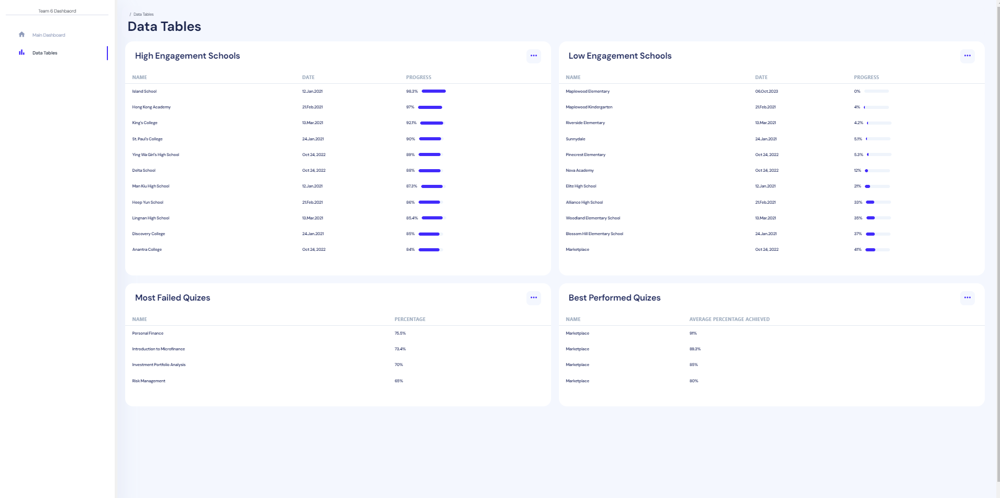 Team 6 Dashbaord
Main Dashboard
Data Tables
/ Data Tables
Data Tables
High Engagement Schools
NAME DATE PROGRESS
Island School 12.Jan.2021 98.3%
Hong Kong Academy 21.Feb.2021 97%
King's College 13.Mar.2021 92.1%
St. Paul's College 24.Jan.2021 90%
Ying Wa Girl's High School Oct 24, 2022 89%
Delta School Oct 24, 2022 88%
Man Kiu High School 12.Jan.2021 87.3%
Heep Yun School 21.Feb.2021 86%
Lingnan High School 13.Mar.2021 85.4%
Discovery College 24.Jan.2021 85%
Anantra College Oct 24, 2022 84%
Low Engagement Schools
NAME DATE PROGRESS
Maplewood Elementary 06.Oct.2023 0%
Maplewood Kindergarten 21.Feb.2021 4%
Riverside Elementary 13.Mar.2021 4.2%
Sunnydale 24.Jan.2021 5.1%
Pinecrest Elementary Oct 24, 2022 5.3%
Nova Academy Oct 24, 2022 12%
Elite High School 12.Jan.2021 21%
Alliance High School 21.Feb.2021 33%
Woodland Elementary School 13.Mar.2021 35%
Blossom Hill Elementary School 24.Jan.2021 37%
Marketplace Oct 24, 2022 41%
Most Failed Quizes
NAME PERCENTAGE
Personal Finance 75.5%
Introduction to Microfinance 73.4%
Investment Portfolio Analysis 70%
Risk Management 65%
Best Performed Quizes
NAME AVERAGE PERCENTAGE ACHIEVED
Marketplace 91%
Marketplace 89.3%
Marketplace 85%
Marketplace 80%